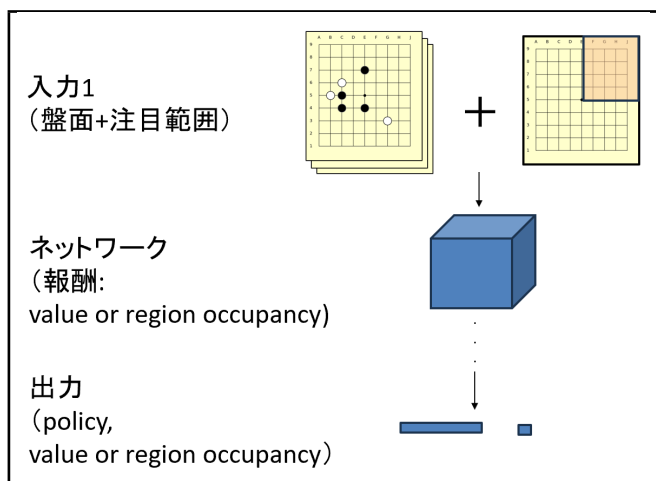 入力1
（盤面+注目範囲）
ネットワーク
(報酬:
value or region occupancy)
出力
（policy,
value or region occupancy）